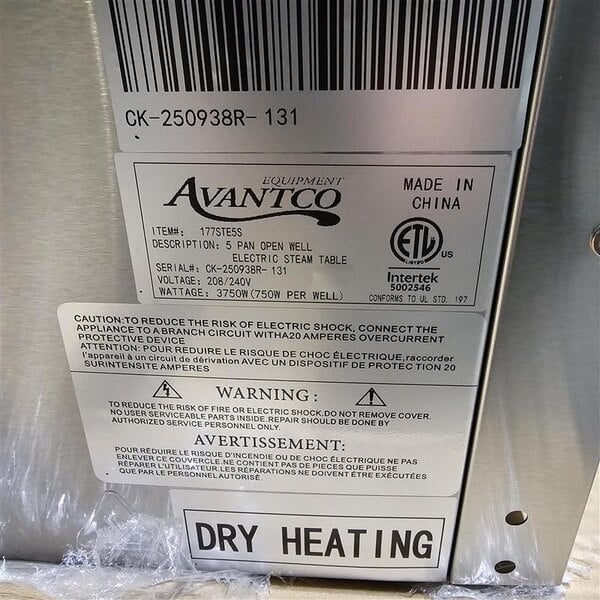 CK-250938R-131
EQUIPMENT
AVANTCO
MADE IN
CHINA
ITEM#: 177STE5S
DESCRIPTION: 5 PAN OPEN WELL
ELECTRIC STEAM TABLE
SERIAL#: CK-250938R-131
VOLTAGE: 208/240V
WATTAGE: 3750W(750W PER WELL)
ETL
LISTED
US
Intertek
5002546
CONFORMS TO UL STD. 197
CAUTION:TO REDUCE THE RISK OF ELECTRIC SHOCK, CONNECT THE
APPLIANCE TO A BRANCH CIRCUIT WITHA20 AMPERES OVERCURRENT
PROTECTIVE DEVICE
ATTENTION: POUR RÉDUIRE LE RISQUE DE CHOC ÉLECTRIQUE,raccorder
l'appareil à un circuit de dérivation AVEC UN DISPOSITIF DE PROTECTION 20
SURINTENSITE AMPERES
WARNING:
TO REDUCE THE RISK OF FIRE OR ELECTRIC SHOCK.DO NOT REMOVE COVER.
NO USER SERVICEABLE PARTS INSIDE.REPAIR SHOULD BE DONE BY
AUTHORIZED SERVICE PERSONNEL ONLY.
AVERTISSEMENT:
POUR RÉDUIRE LE RISQUE D'INCENDIE OU DE CHOC ÉLECTRIQUE NE PAS
ENLEVER CE COUVERCLE.NE CONTIENT PAS DE PIECES QUE PUISSE
RÉPARER L'UTILISATEUR.LES RÉPARATIONS NE DOIVENT ÊTRE EXÉCUTÉES
QUE PAR LE PERSONNEL AUTORISÉ.
DRY HEATING